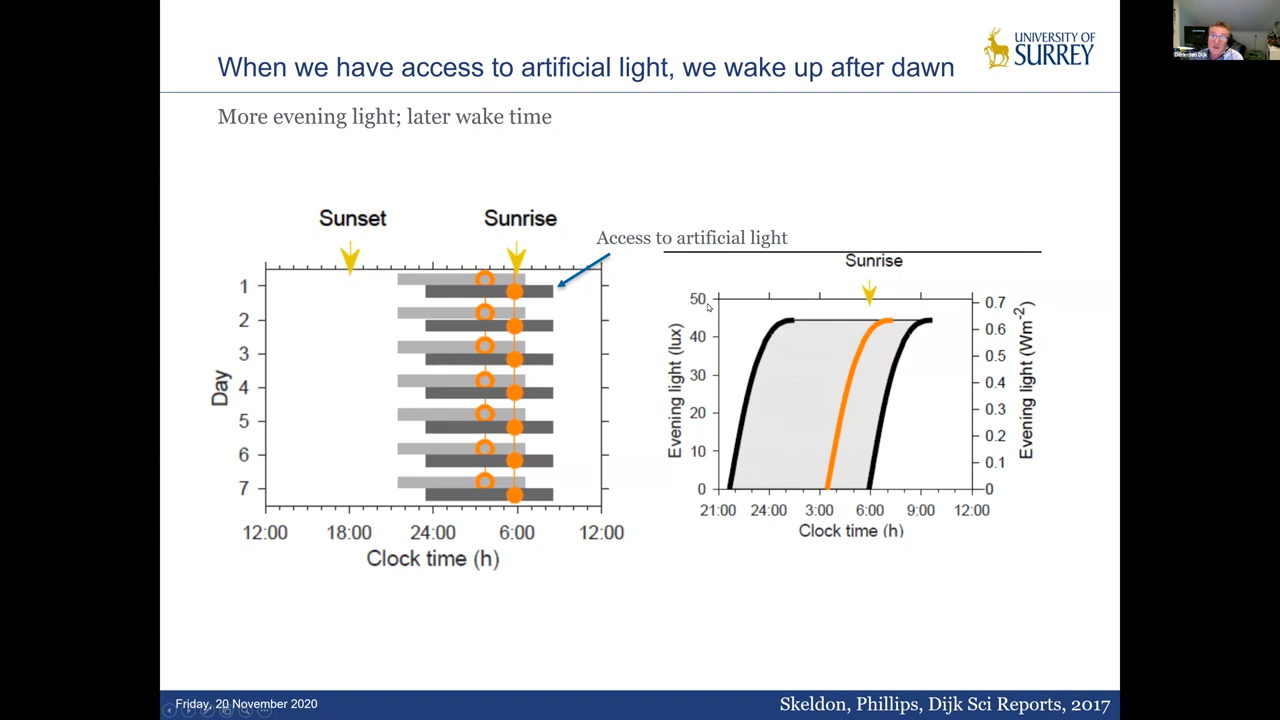 When we have access to artificial light, we wake up after dawn
UNIVERSITY OF
SURREY
More evening light; later wake time
Sunset
Sunrise
Access to artificial light
Day
1
2
3
4
5
6
7
12:00 18:00 24:00 6:00 12:00
Clock time (h)
Sunrise
Evening light (lux)
50
40
30
20
10
0
0.7
0.6
0.5
0.4
0.3
0.2
0.1
0
Evening light (Wm-2)
21:00 24:00 3:00 6:00 9:00 12:00
Clock time (h)
Friday, 20 November 2020
Skeldon, Phillips, Dijk Sci Reports, 2017